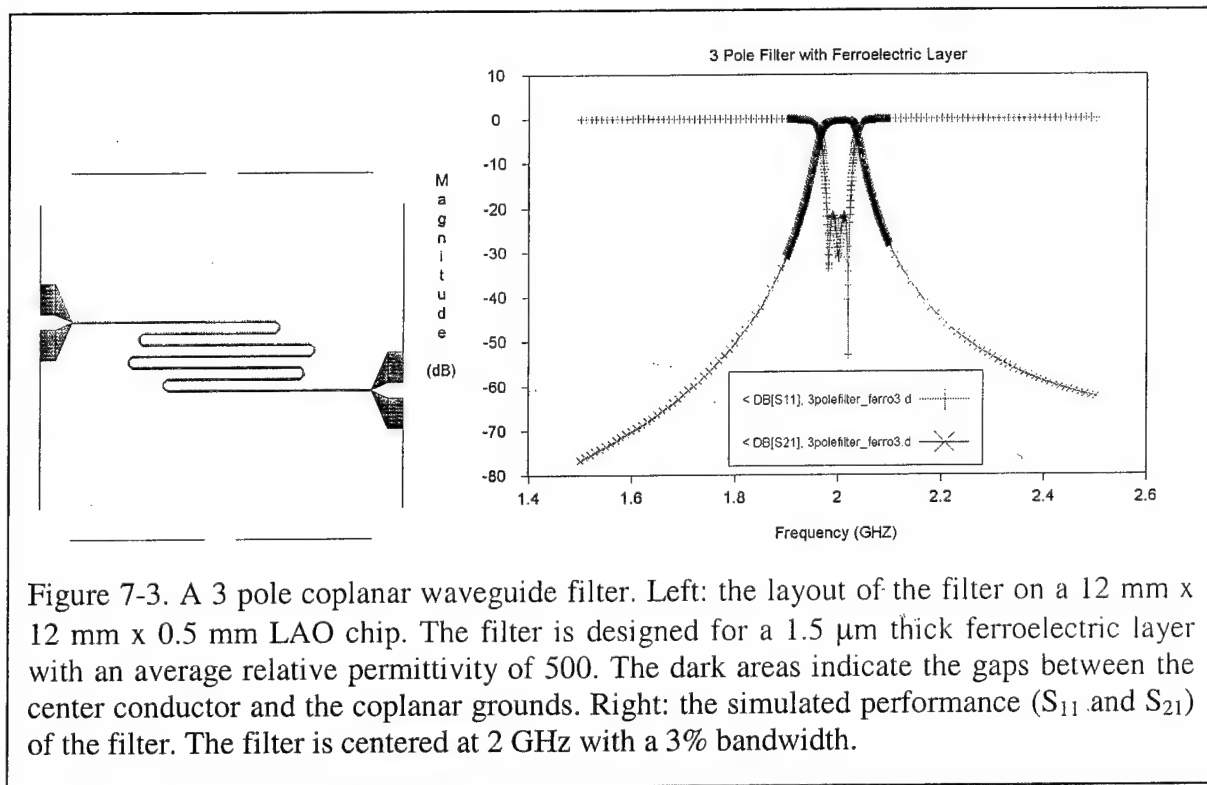 3 Pole Filter with Ferroelectric Layer
10
0
-10
-20
-30
-40
-50
-60
-70
-80
Magnitude
(dB)
< DB[S11], 3polefilter_ferro3.d
< DB[S21], 3polefilter_ferro3.d
1.4 1.6 1.8 2 2.2 2.4 2.6
Frequency (GHZ)
Figure 7-3. A 3 pole coplanar waveguide filter. Left: the layout of the filter on a 12 mm x
12 mm x 0.5 mm LAO chip. The filter is designed for a 1.5 µm thick ferroelectric layer
with an average relative permittivity of 500. The dark areas indicate the gaps between the
center conductor and the coplanar grounds. Right: the simulated performance (S11 and S21)
of the filter. The filter is centered at 2 GHz with a 3% bandwidth.